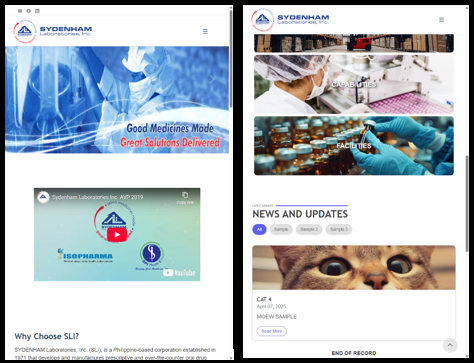 SYDENHAM
Laboratories, Inc.
Good Medicines Made
Great Solutions Delivered
Sydenham Laboratories Inc. AVP 2019
Copy link
ISOPHARMA
YouTube
Why Choose SLI?
SYDENHAM Laboratories, Inc. (SLI), is a Philippine-based corporation established in
1971 that develops and manufactures prescriptive and over-the-counter oral drug
SYDENHAM
Laboratories, Inc.
CAPABILITIES
FACILITIES
NEWS AND UPDATES
All
Sample
Sample 2
Sample 3
CAT 4
April 07, 2025
MOEW SAMPLE
Read More
END OF RECORD